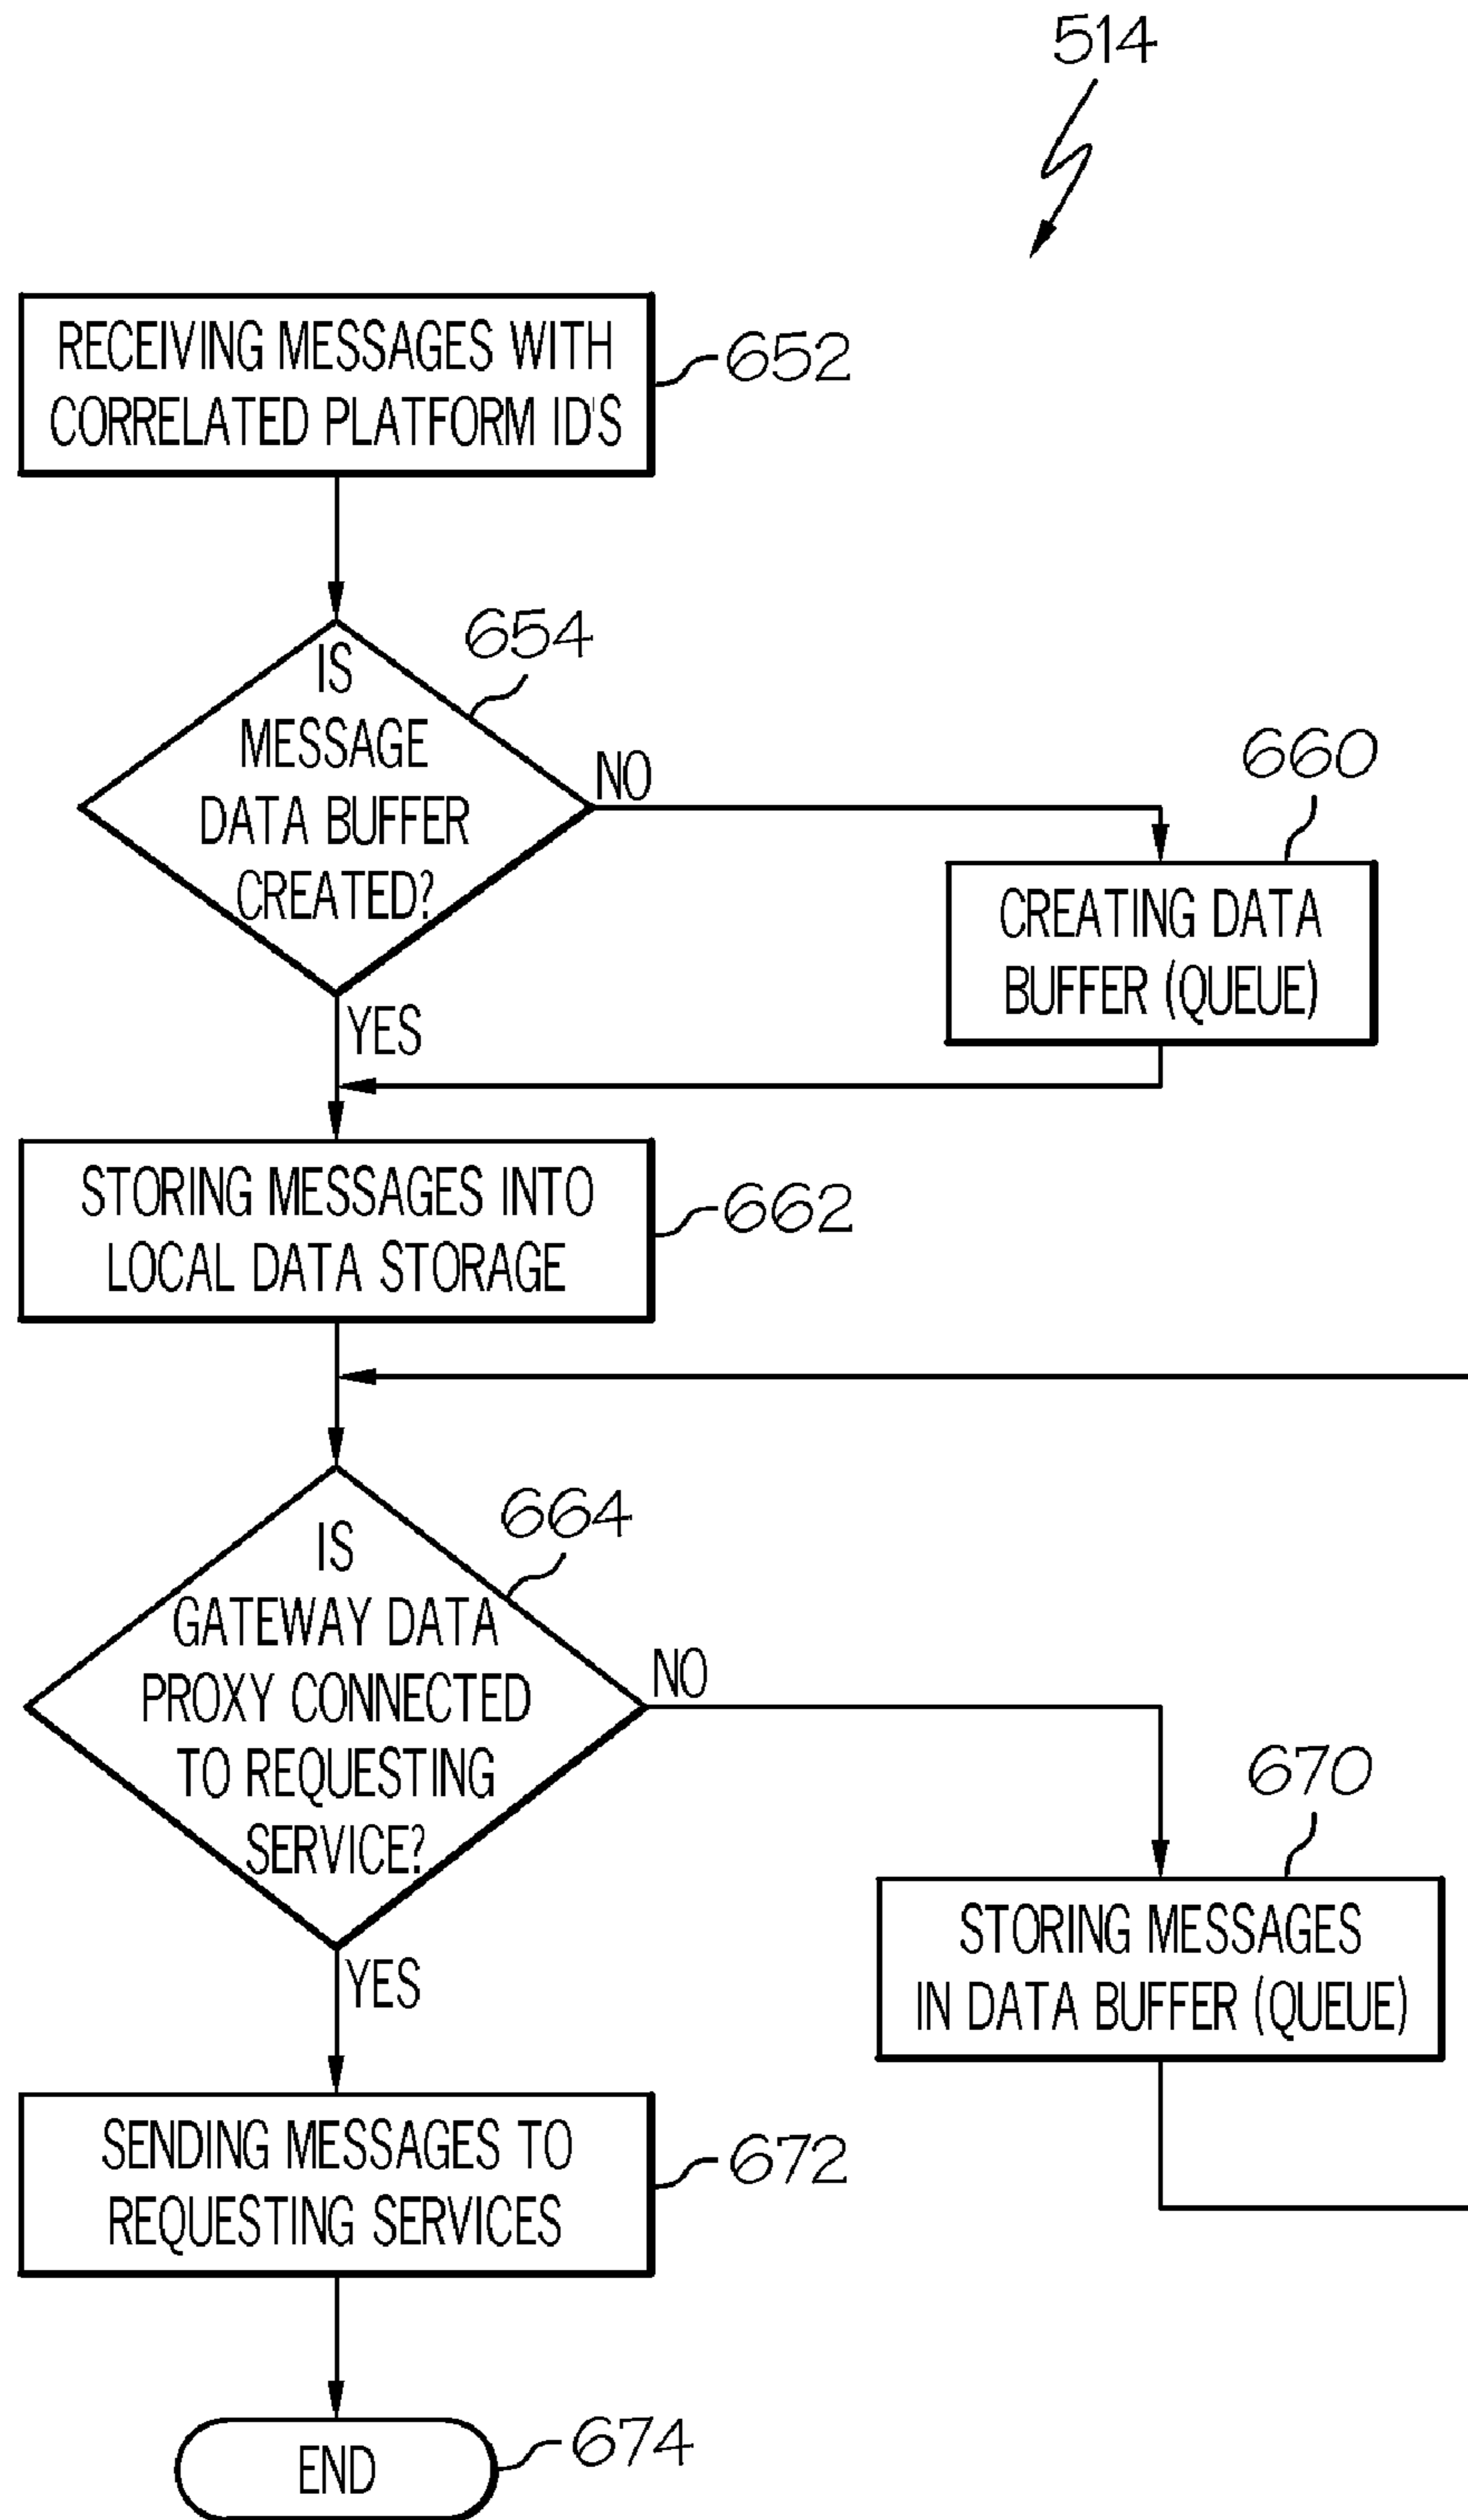 514
RECEIVING MESSAGES WITH
CORRELATED PLATFORM ID'S
652
654
IS
MESSAGE
DATA BUFFER
CREATED?
NO
YES
660
CREATING DATA
BUFFER (QUEUE)
STORING MESSAGES INTO
LOCAL DATA STORAGE
662
664
IS
GATEWAY DATA
PROXY CONNECTED
TO REQUESTING
SERVICE?
NO
YES
670
STORING MESSAGES
IN DATA BUFFER (QUEUE)
SENDING MESSAGES TO
REQUESTING SERVICES
672
END
674